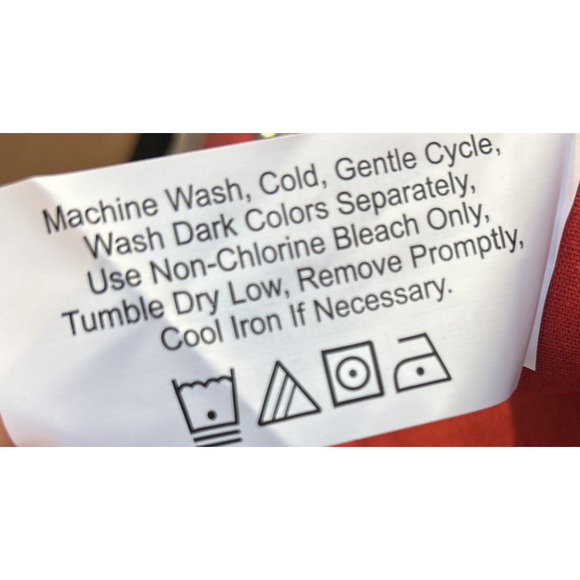 Machine Wash, Cold, Gentle Cycle,
Wash Dark Colors Separately,
Use Non-Chlorine Bleach Only,
Tumble Dry Low, Remove Promptly,
Cool Iron If Necessary.